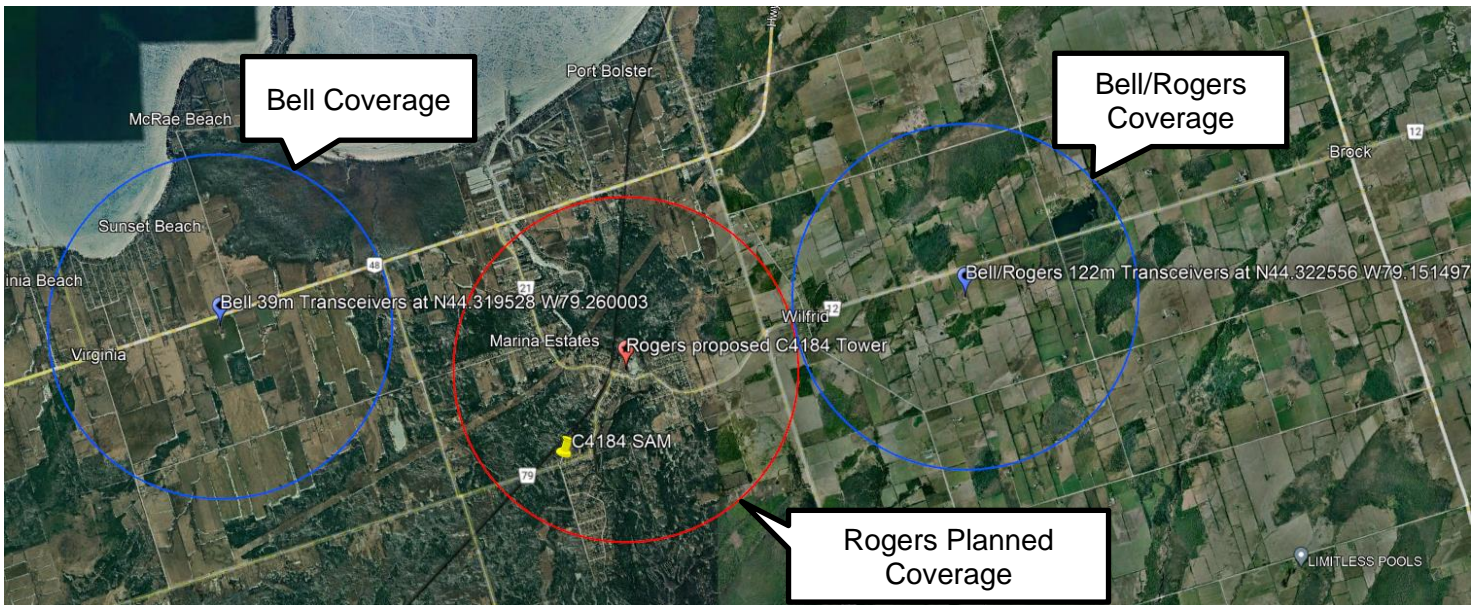 Hwy
Port Bolster
Bell Coverage
Bell/Rogers
Coverage
McRae Beach
12
Brock
Sunset Beach
48
inia Beach
21
Bell 39m Transceivers at N44.319528 W79.260003
Bell/Rogers 122m Transceivers at N44.322556 W79.151497
12
Wilfrid
Virginia
Marina Estates
Rogers proposed C4184 Tower
C4184 SAM
79
Rogers Planned
Coverage
LIMITLESS POOLS